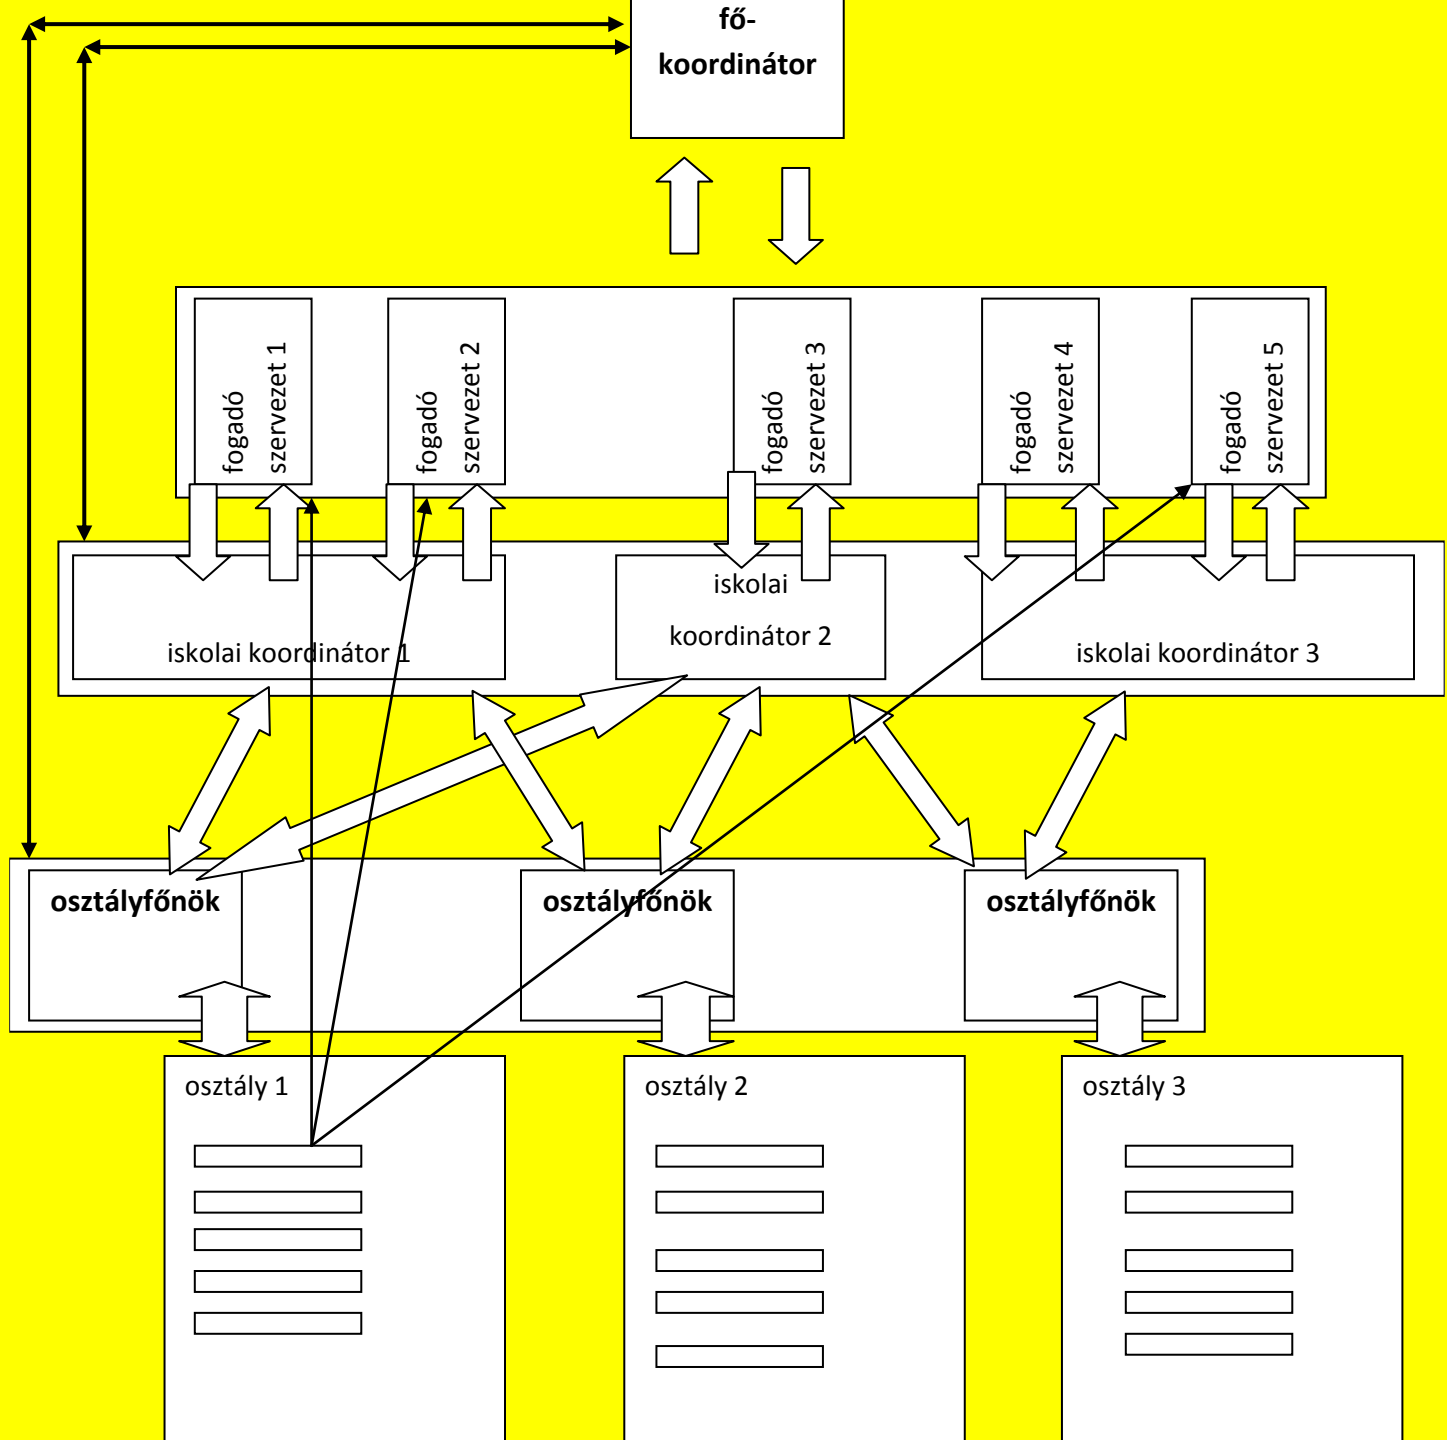 fő-
koordinátor
fogadó
szervezet 1
fogadó
szervezet 2
fogadó
szervezet 3
fogadó
szervezet 4
fogadó
szervezet 5
iskolai koordinátor 1
iskolai
koordinátor 2
iskolai koordinátor 3
osztályfőnök
osztályfőnök
osztályfőnök
osztály 1
osztály 2
osztály 3